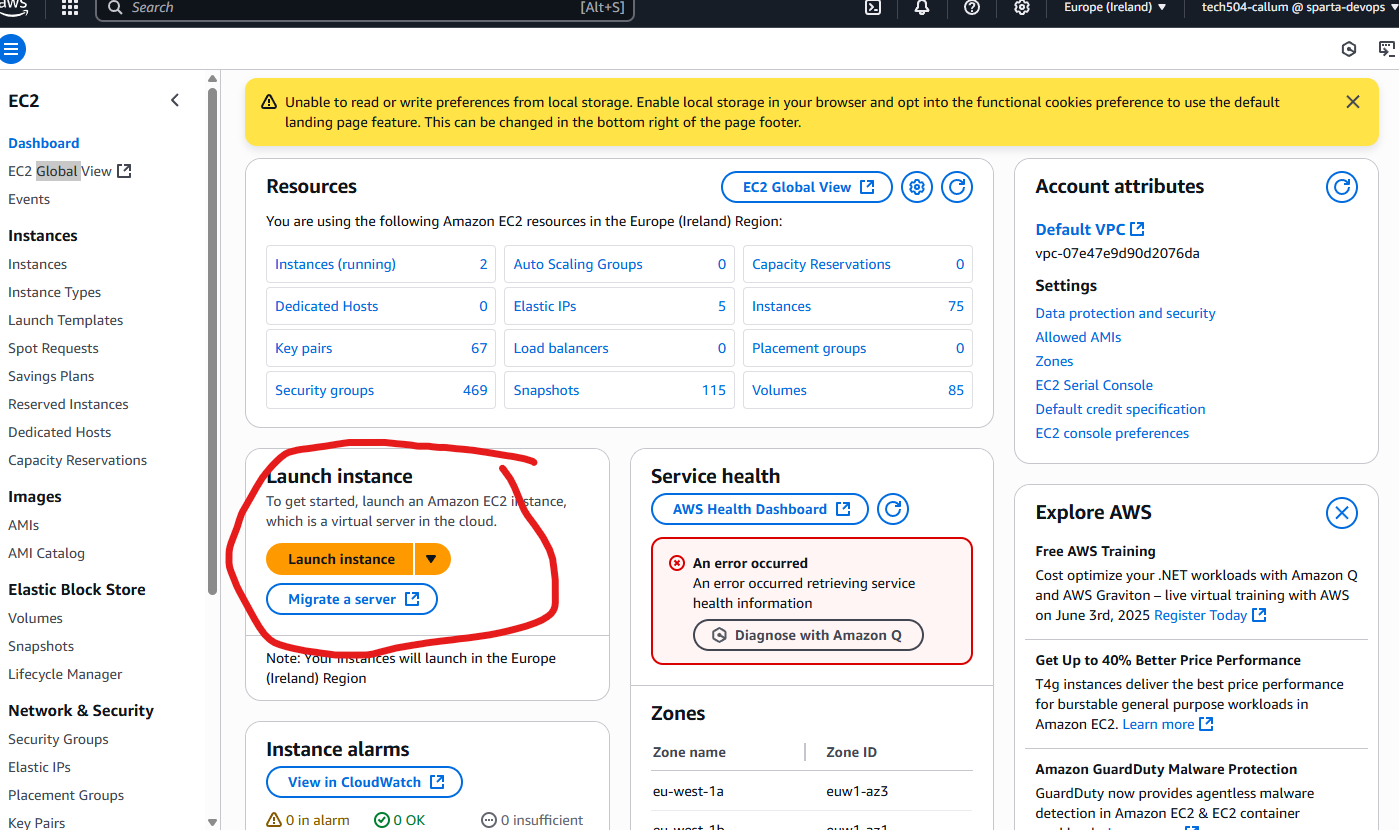 aws
Search
[Alt+S]
Europe (Ireland)
tech504-callum @ sparta-devops
EC2
Dashboard
EC2 Global View
Events
Instances
Instances
Instance Types
Launch Templates
Spot Requests
Savings Plans
Reserved Instances
Dedicated Hosts
Capacity Reservations
Images
AMIs
AMI Catalog
Elastic Block Store
Volumes
Snapshots
Lifecycle Manager
Network & Security
Security Groups
Elastic IPs
Placement Groups
Key Pairs
Unable to read or write preferences from local storage. Enable local storage in your browser and opt into the functional cookies preference to use the default
landing page feature. This can be changed in the bottom right of the page footer.
Resources
EC2 Global View
You are using the following Amazon EC2 resources in the Europe (Ireland) Region:
Instances (running) 2
Auto Scaling Groups 0
Capacity Reservations 0
Dedicated Hosts 0
Elastic IPs 5
Instances 75
Key pairs 67
Load balancers 0
Placement groups 0
Security groups 469
Snapshots 115
Volumes 85
Launch instance
To get started, launch an Amazon EC2 instance,
which is a virtual server in the cloud.
Launch instance
Migrate a server
Note: Your instances will launch in the Europe
(Ireland) Region
Instance alarms
View in CloudWatch
0 in alarm
0 OK
0 insufficient
Service health
AWS Health Dashboard
An error occurred
An error occurred retrieving service
health information
Diagnose with Amazon Q
Zones
Zone name
Zone ID
eu-west-1a
euw1-az3
eu-west-1b
euw1-az1
Account attributes
Default VPC
vpc-07e47e9d90d2076da
Settings
Data protection and security
Allowed AMIs
Zones
EC2 Serial Console
Default credit specification
EC2 console preferences
Explore AWS
Free AWS Training
Cost optimize your .NET workloads with Amazon Q
and AWS Graviton – live virtual training with AWS
on June 3rd, 2025 Register Today
Get Up to 40% Better Price Performance
T4g instances deliver the best price performance
for burstable general purpose workloads in
Amazon EC2. Learn more
Amazon GuardDuty Malware Protection
GuardDuty now provides agentless malware
detection in Amazon EC2 & EC2 container